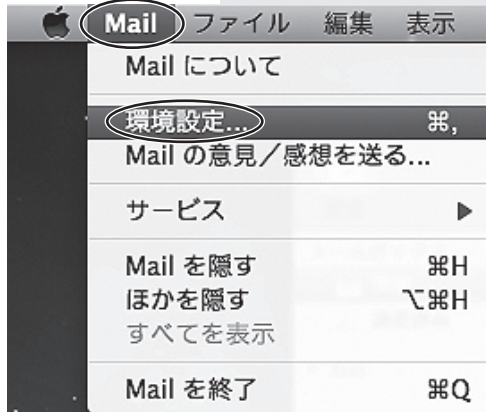 Mail ファイル 編集 表示
Mail について
環境設定... ⌘,
Mail の意見／感想を送る...
サービス ▶
Mail を隠す ⌘H
ほかを隠す ⌥⌘H
すべてを表示
Mail を終了 ⌘Q